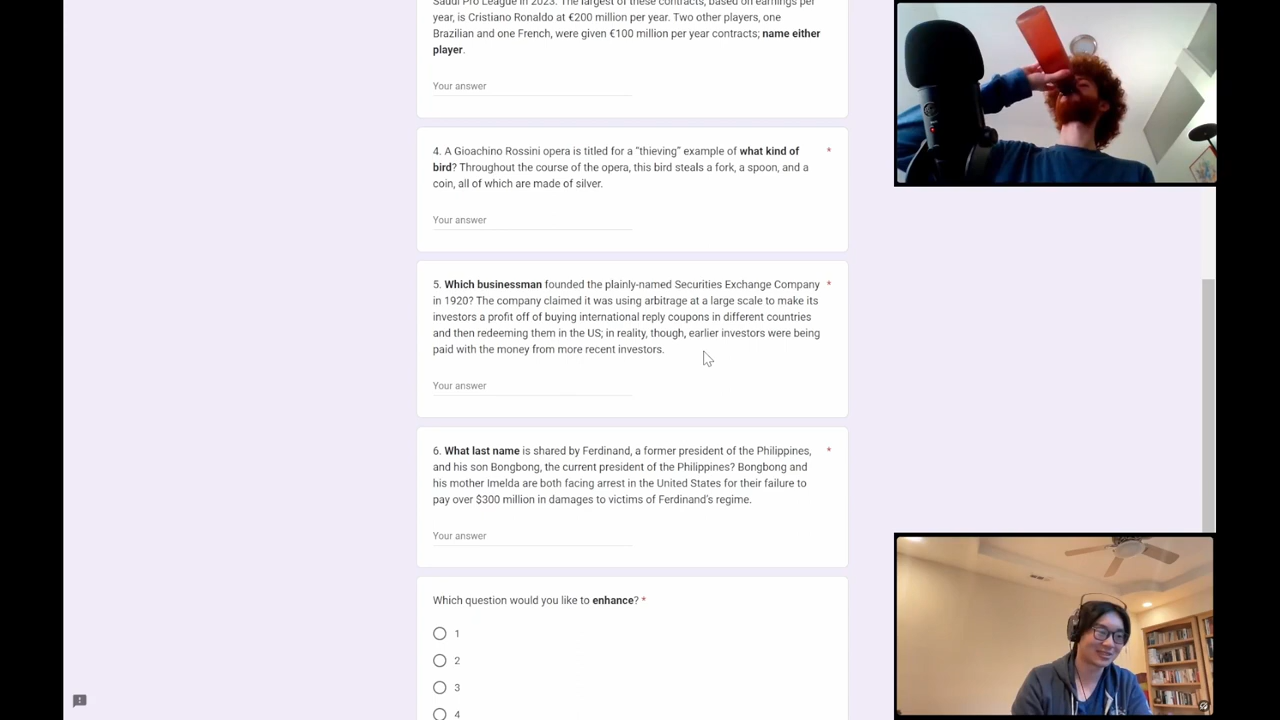 Saudi Pro League in 2023. The largest of these contracts, based on earnings per
year, is Cristiano Ronaldo at €200 million per year. Two other players, one
Brazilian and one French, were given €100 million per year contracts; name either
player.
Your answer
4. A Gioachino Rossini opera is titled for a “thieving” example of what kind of *
bird? Throughout the course of the opera, this bird steals a fork, a spoon, and a
coin, all of which are made of silver.
Your answer
5. Which businessman founded the plainly-named Securities Exchange Company *
in 1920? The company claimed it was using arbitrage at a large scale to make its
investors a profit off of buying international reply coupons in different countries
and then redeeming them in the US; in reality, though, earlier investors were being
paid with the money from more recent investors.
Your answer
6. What last name is shared by Ferdinand, a former president of the Philippines, *
and his son Bongbong, the current president of the Philippines? Bongbong and
his mother Imelda are both facing arrest in the United States for their failure to
pay over $300 million in damages to victims of Ferdinand's regime.
Your answer
Which question would you like to enhance? *
1
2
3
4